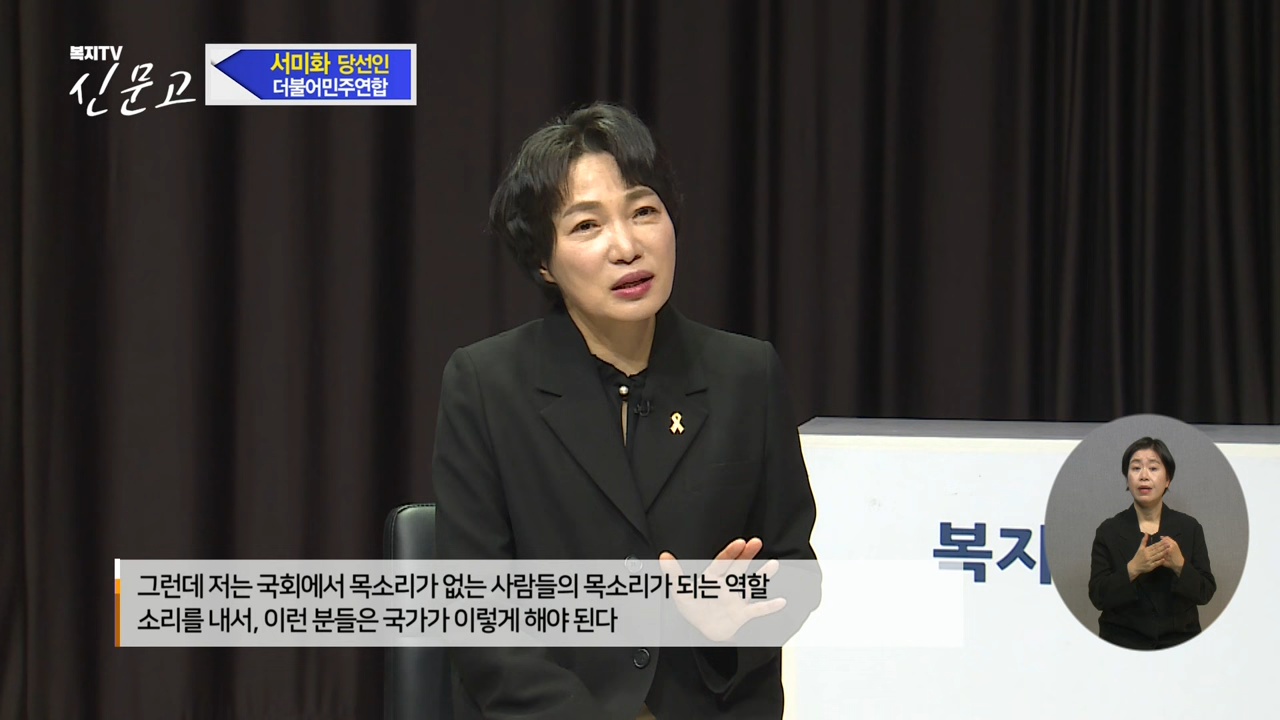 복지TV
신문고
서미화 당선인
더불어민주연합
복지
그런데 저는 국회에서 목소리가 없는 사람들의 목소리가 되는 역할
소리를 내서, 이런 분들은 국가가 이렇게 해야 된다